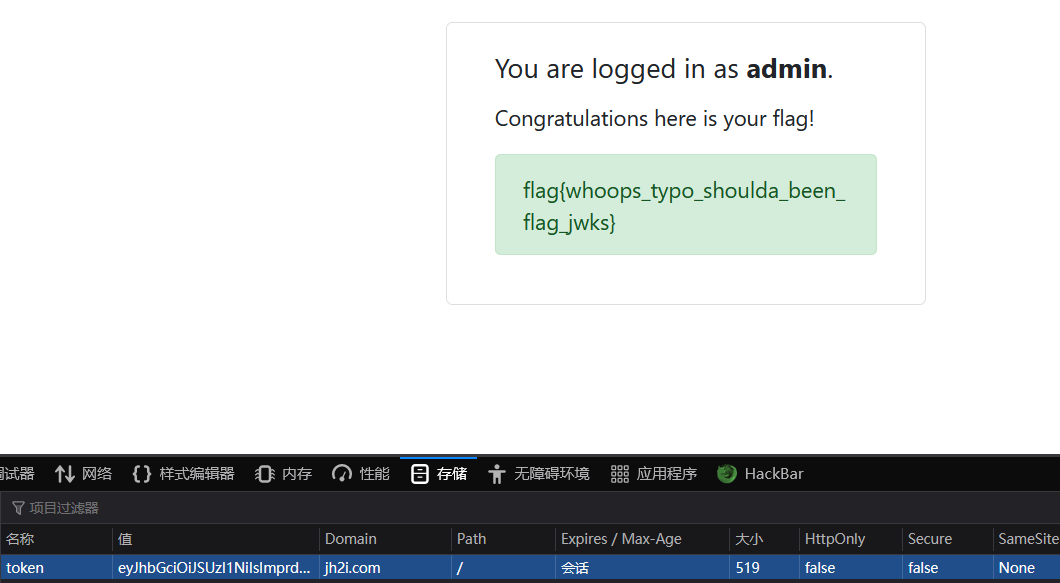 You are logged in as admin.
Congratulations here is your flag!
flag{whoops_typo_shoulda_been_
flag_jwks}
试器 网络 样式编辑器 内存 性能 存储 无障碍环境 应用程序 HackBar
项目过滤器
名称 值 Domain Path Expires / Max-Age 大小 HttpOnly Secure SameSite
token eyJhbGciOiJSUzI1NiIsImprd... jh2i.com / 会话 519 false false None